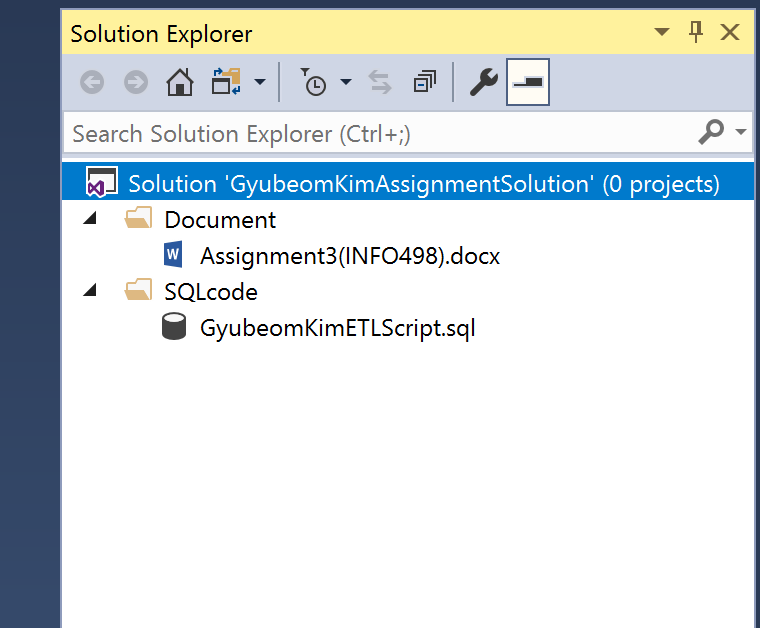 Solution Explorer
Search Solution Explorer (Ctrl+;)
Solution 'GyubeomKimAssignmentSolution' (0 projects)
Document
W
Assignment3(INFO498).docx
SQLcode
GyubeomKimETLScript.sql